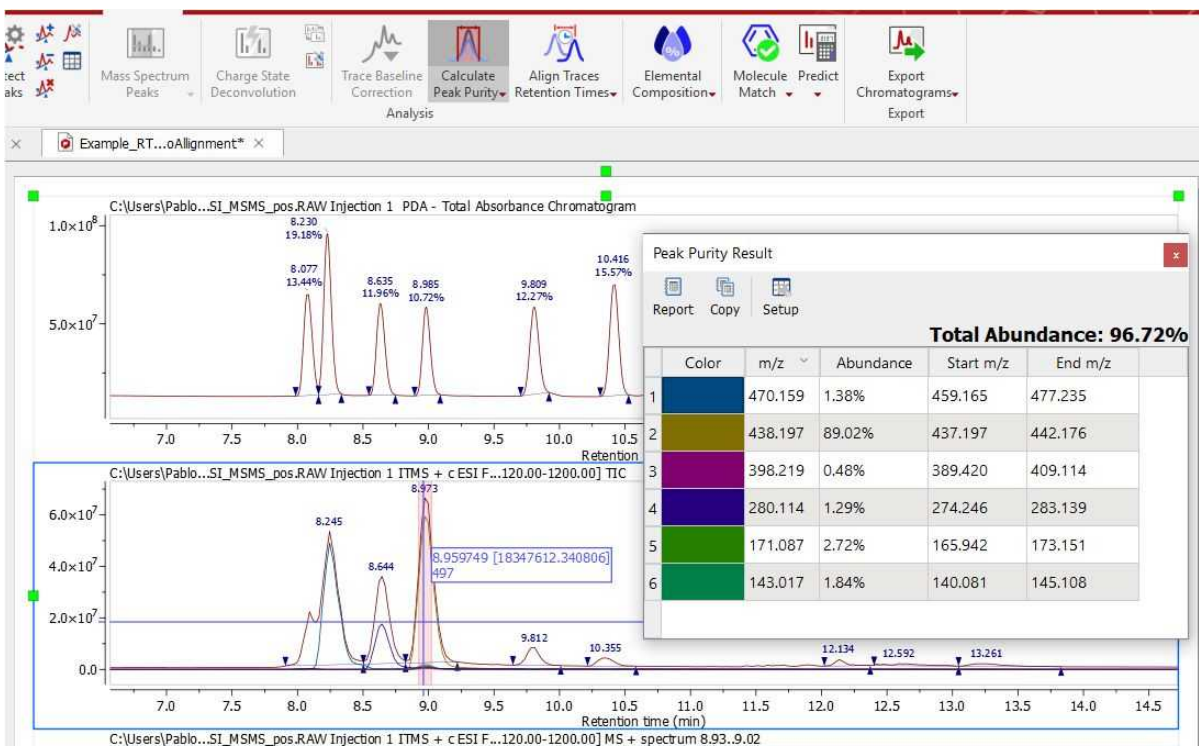 tect
aks
Mass Spectrum
Peaks
Charge State
Deconvolution
Trace Baseline
Correction
Calculate
Peak Purity
Align Traces
Retention Times
Elemental
Composition
Molecule
Match
Predict
Export
Chromatograms
Analysis
Export
Example_RT...oAllignment*
C:\Users\Pablo...SI_MSMS_pos.RAW Injection 1 PDA - Total Absorbance Chromatogram
1.0×10⁸
5.0×10⁷
8.077
13.44%
8.230
19.18%
8.635
11.96%
8.985
10.72%
9.809
12.27%
10.416
15.57%
7.0 7.5 8.0 8.5 9.0 9.5 10.0 10.5
Retention
Peak Purity Result
x
Report Copy Setup
Total Abundance: 96.72%
Color m/z Abundance Start m/z End m/z
1 470.159 1.38% 459.165 477.235
2 438.197 89.02% 437.197 442.176
3 398.219 0.48% 389.420 409.114
4 280.114 1.29% 274.246 283.139
5 171.087 2.72% 165.942 173.151
6 143.017 1.84% 140.081 145.108
C:\Users\Pablo...SI_MSMS_pos.RAW Injection 1 ITMS + c ESI F...120.00-1200.00] TIC
6.0×10⁷
4.0×10⁷
2.0×10⁷
0.0
8.245
8.644
8.973
8.959749 [18347612.340806]
497
9.812
10.355
12.134
12.592
13.261
7.0 7.5 8.0 8.5 9.0 9.5 10.0 10.5 11.0 11.5 12.0 12.5 13.0 13.5 14.0 14.5
Retention time (min)
C:\Users\Pablo...SI_MSMS_pos.RAW Injection 1 ITMS + c ESI F...120.00-1200.00] MS + spectrum 8.93..9.02